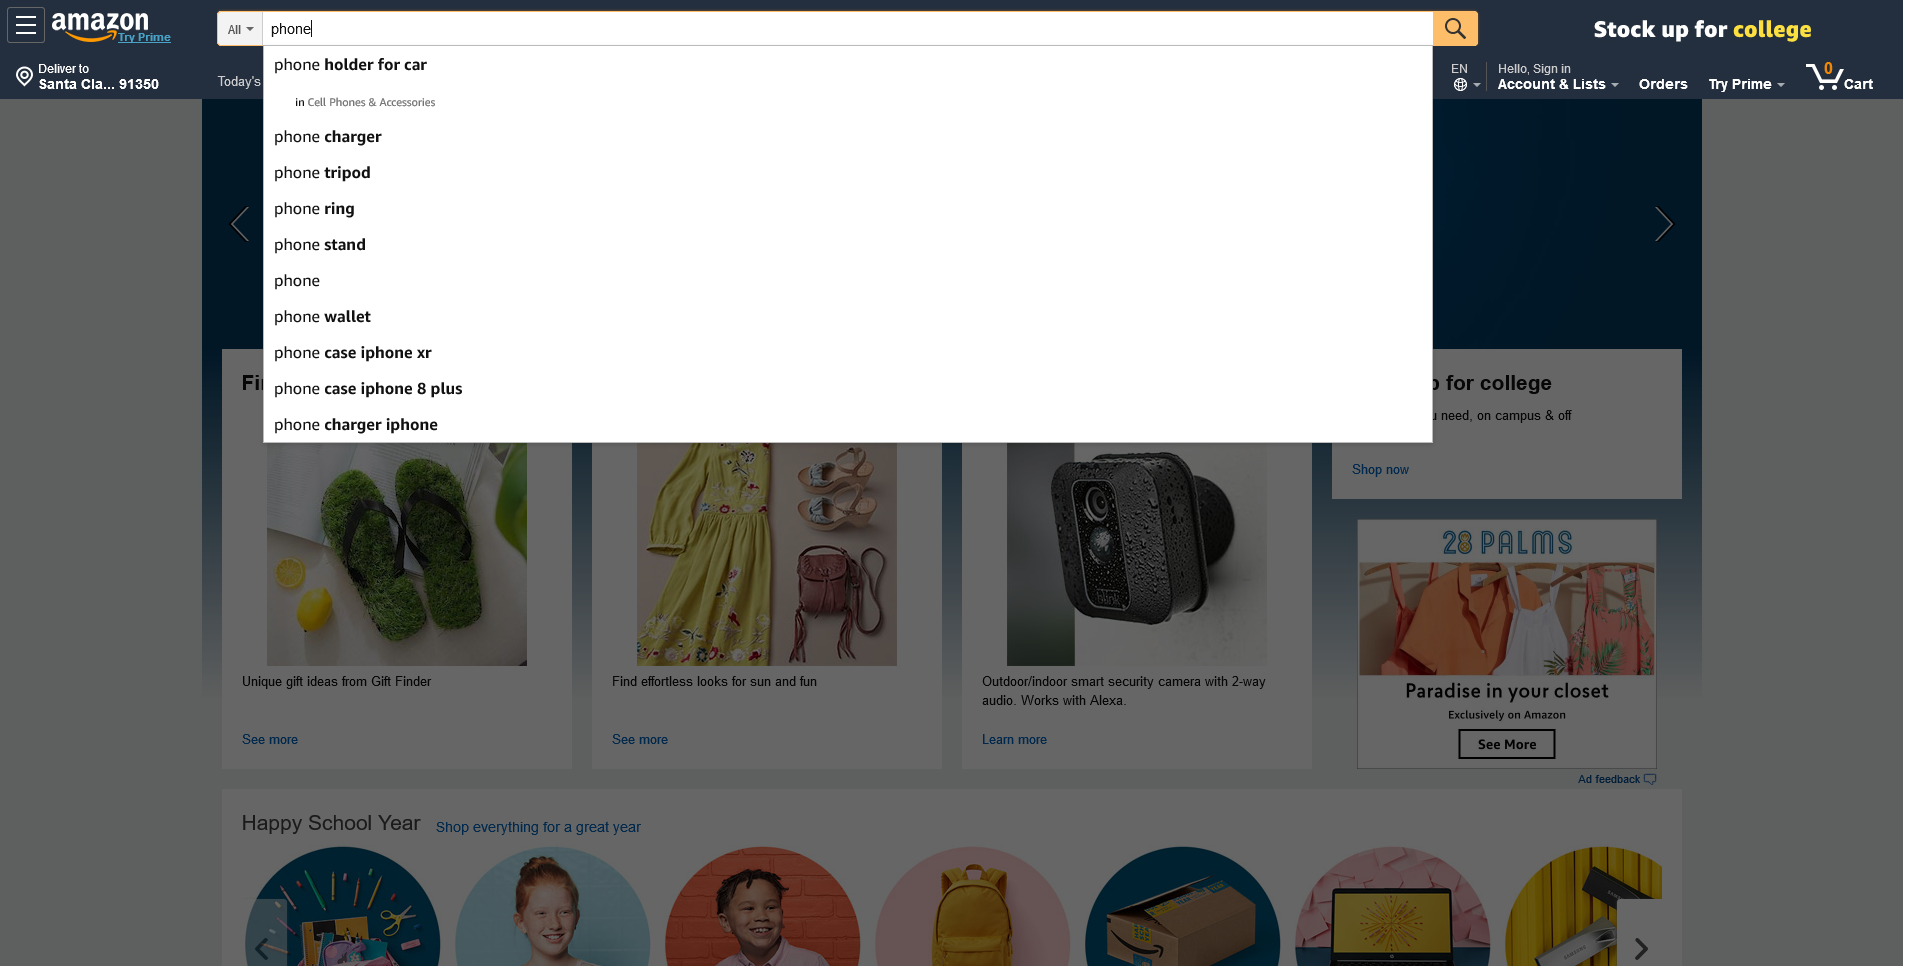 amazon
Try Prime
All
phone
Stock up for college
Deliver to
Santa Cla... 91350
Today's
EN
Hello, Sign in
Account & Lists
Orders
Try Prime
0
Cart
phone holder for car
in Cell Phones & Accessories
phone charger
phone tripod
phone ring
phone stand
phone
phone wallet
phone case iphone xr
phone case iphone 8 plus
phone charger iphone
for college
need, on campus & off
Shop now
28 PALMS
Paradise in your closet
Exclusively on Amazon
See More
Ad feedback
Unique gift ideas from Gift Finder
See more
Find effortless looks for sun and fun
See more
Outdoor/indoor smart security camera with 2-way
audio. Works with Alexa.
Learn more
Happy School Year
Shop everything for a great year